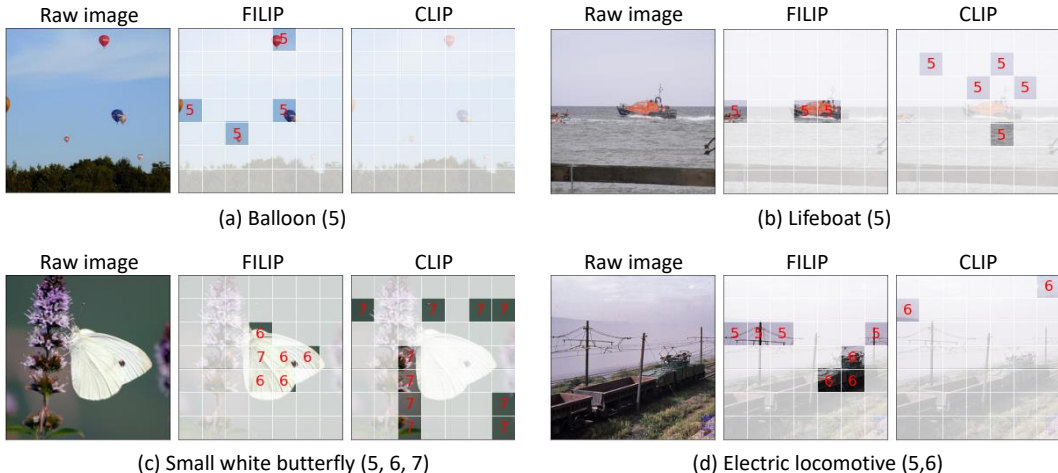 Raw image FILIP CLIP Raw image FILIP CLIP
5
5 5
5
5
5 5
5 5
5 5 5
5
(a) Balloon (5) (b) Lifeboat (5)
Raw image FILIP CLIP Raw image FILIP CLIP
6
7 6 6
6 6
7 7 7 7
7
7
7 7
7 7
5 5 5 5
6
6 6
6
6
(c) Small white butterfly (5, 6, 7) (d) Electric locomotive (5,6)